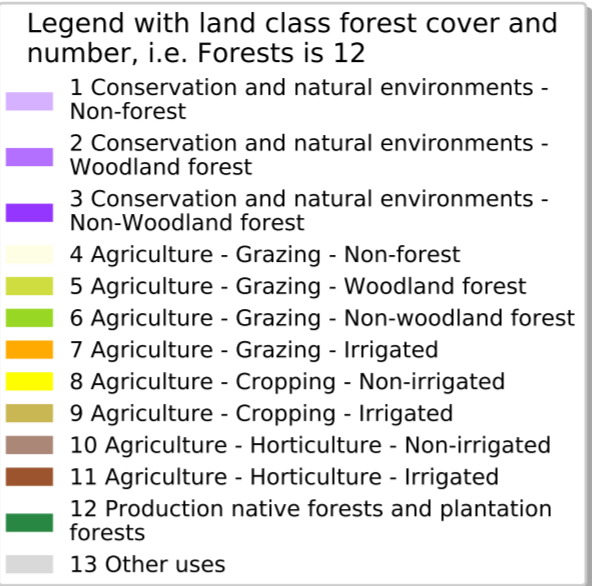 Legend with land class forest cover and
number, i.e. Forests is 12
1 Conservation and natural environments -
Non-forest
2 Conservation and natural environments -
Woodland forest
3 Conservation and natural environments -
Non-Woodland forest
4 Agriculture - Grazing - Non-forest
5 Agriculture - Grazing - Woodland forest
6 Agriculture - Grazing - Non-woodland forest
7 Agriculture - Grazing - Irrigated
8 Agriculture - Cropping - Non-irrigated
9 Agriculture - Cropping - Irrigated
10 Agriculture - Horticulture - Non-irrigated
11 Agriculture - Horticulture - Irrigated
12 Production native forests and plantation
forests
13 Other uses